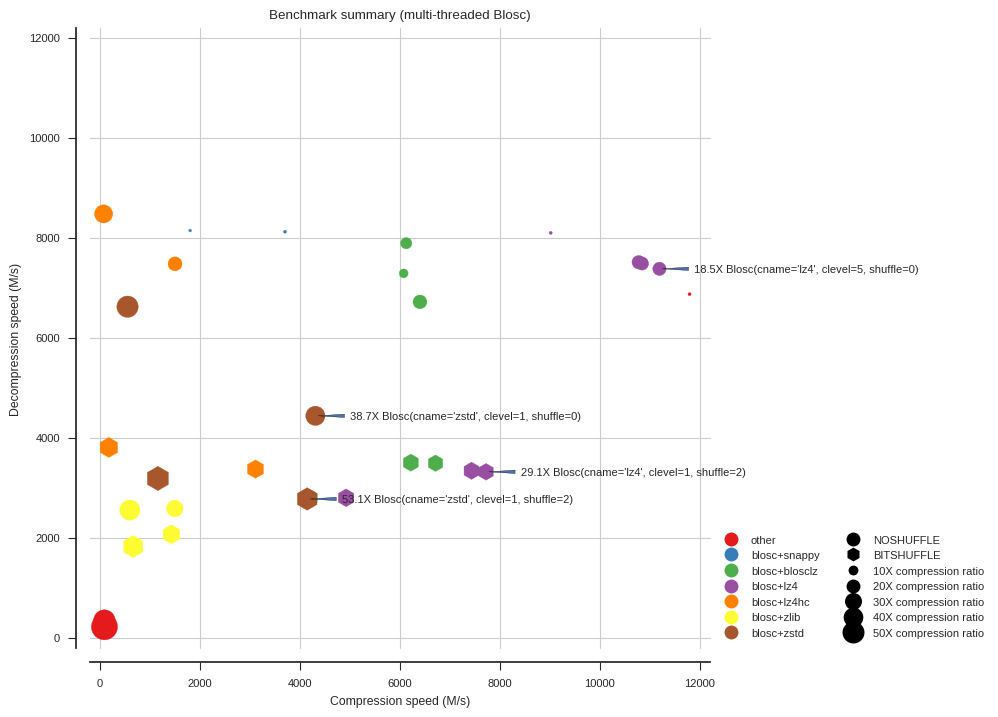 Benchmark summary (multi-threaded Blosc)
12000
10000
8000
6000
4000
2000
0
Decompression speed (M/s)
18.5X Blosc(cname='lz4', clevel=5, shuffle=0)
38.7X Blosc(cname='zstd', clevel=1, shuffle=0)
29.1X Blosc(cname='lz4', clevel=1, shuffle=2)
53.1X Blosc(cname='zstd', clevel=1, shuffle=2)
other
blosc+snappy
blosc+blosclz
blosc+lz4
blosc+lz4hc
blosc+zlib
blosc+zstd
NOSHUFFLE
BITSHUFFLE
10X compression ratio
20X compression ratio
30X compression ratio
40X compression ratio
50X compression ratio
0 2000 4000 6000 8000 10000 12000
Compression speed (M/s)